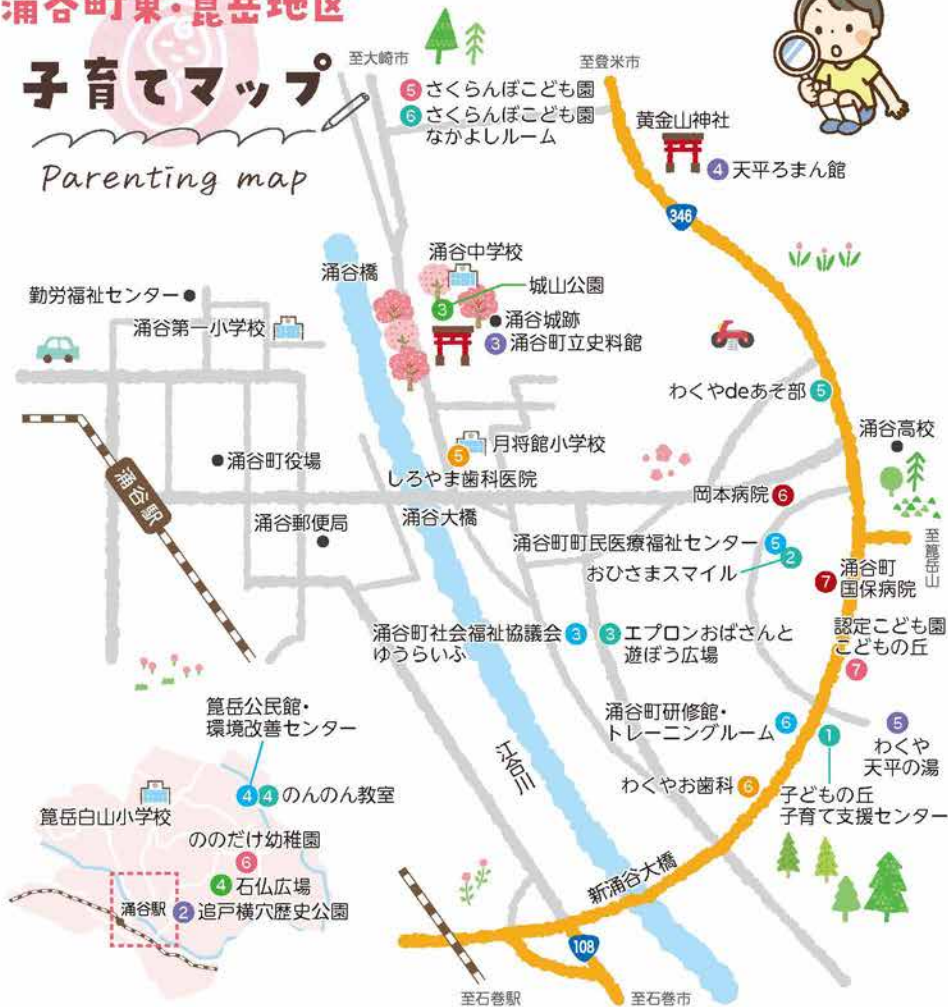 涌谷町東・箟岳地区
子育てマップ
Parenting map
至大崎市
至登米市
5 さくらんぼこども園
6 さくらんぼこども園
なかよしルーム
黄金山神社
4 天平ろまん館
346
涌谷橋
涌谷中学校
3
城山公園
勤労福祉センター
涌谷第一小学校
涌谷城跡
3 涌谷町立史料館
わくやdeあそ部 5
涌谷高校
月将館小学校
5
しろやま歯科医院
涌谷町役場
涌谷駅
岡本病院 6
涌谷大橋
涌谷郵便局
涌谷町町民医療福祉センター 5
2
おひさまスマイル
至箟岳山
7 涌谷町
国保病院
涌谷町社会福祉協議会 3
ゆうらいふ
3 エプロンおばさんと
遊ぼう広場
認定こども園
こどもの丘
7
箟岳公民館・
環境改善センター
涌谷町研修館・
トレーニングルーム 6
1
5
わくや
天平の湯
江合川
4 4 のんのん教室
わくやお歯科 6
子どもの丘
子育て支援センター
箟岳白山小学校
ののだけ幼稚園
6
4 石仏広場
涌谷駅
2 追戸横穴歴史公園
新涌谷大橋
108
至石巻駅
至石巻市